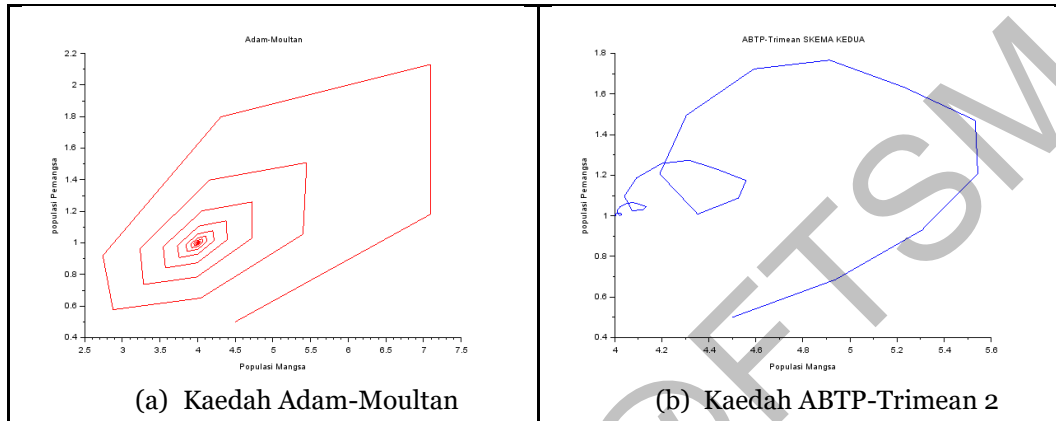 Adam-Moultan
2.2
2
1.8
1.6
1.4
1.2
1
0.8
0.6
0.4
populasi Pemangsa
2.5 3 3.5 4 4.5 5 5.5 6 6.5 7 7.5
Populasi Mangsa
(a) Kaedah Adam-Moultan
ABTP-Trimean SKEMA KEDUA
1.8
1.6
1.4
1.2
1
0.8
0.6
0.4
populasi Pemangsa
4 4.2 4.4 4.6 4.8 5 5.2 5.4 5.6
Populasi Mangsa
(b) Kaedah ABTP-Trimean 2
OFTSM